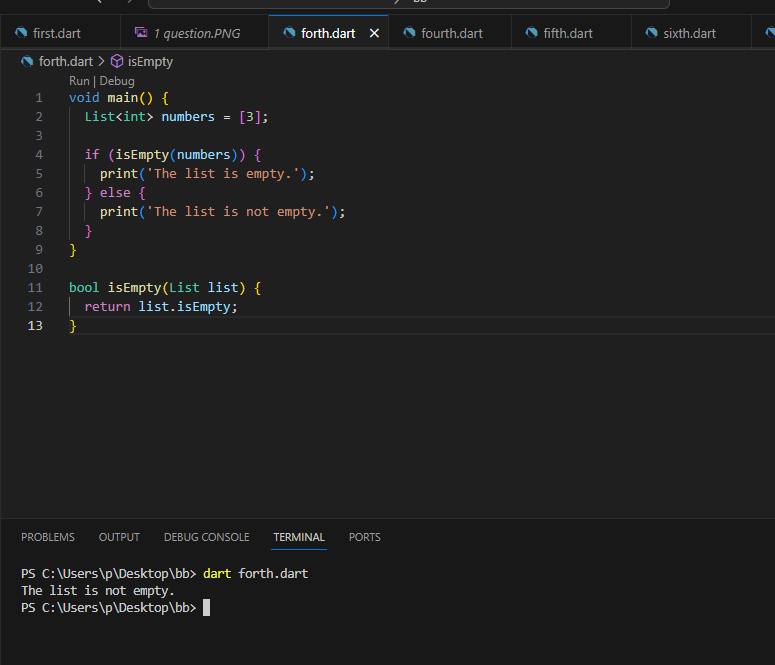 first.dart 1 question.PNG forth.dart fourth.dart fifth.dart sixth.dart
forth.dart > isEmpty
Run | Debug
1 void main() {
2 List<int> numbers = [3];
3
4 if (isEmpty(numbers)) {
5 print('The list is empty.');
6 } else {
7 print('The list is not empty.');
8 }
9 }
10
11 bool isEmpty(List list) {
12 return list.isEmpty;
13 }
PROBLEMS OUTPUT DEBUG CONSOLE TERMINAL PORTS
PS C:\Users\p\Desktop\bb> dart forth.dart
The list is not empty.
PS C:\Users\p\Desktop\bb>